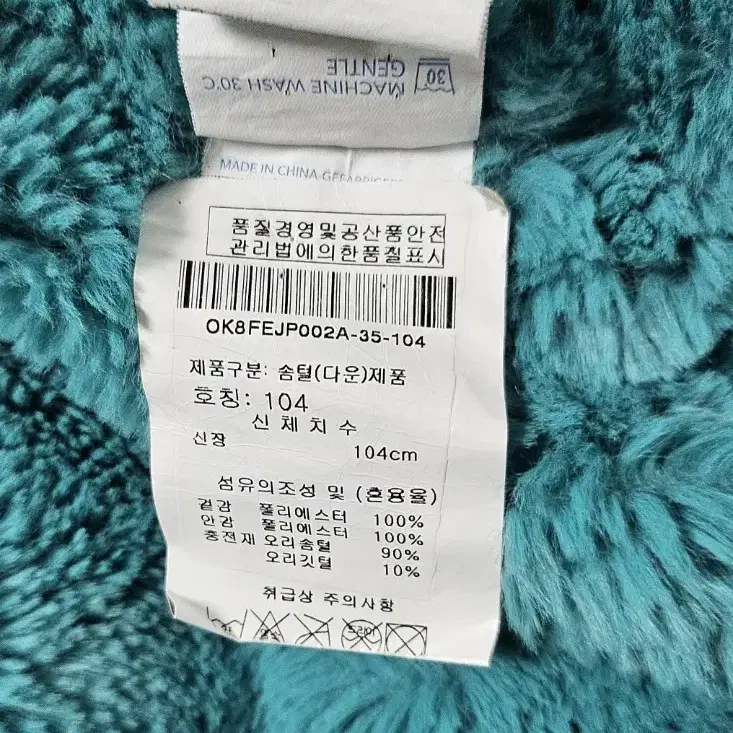 MACHINE WASH 30°C
GENTLE
30
MADE IN CHINA-
품질경영및공산품안전
관리법에의한품질표시
OK8FEJP002A-35-104
제품구분: 솜털(다운)제품
호칭: 104
신체치수
신장 104cm
섬유의조성 및 (혼용율)
겉감 폴리에스터 100%
안감 폴리에스터 100%
충전재 오리솜털 90%
오리깃털 10%
취급상 주의사항
드라이